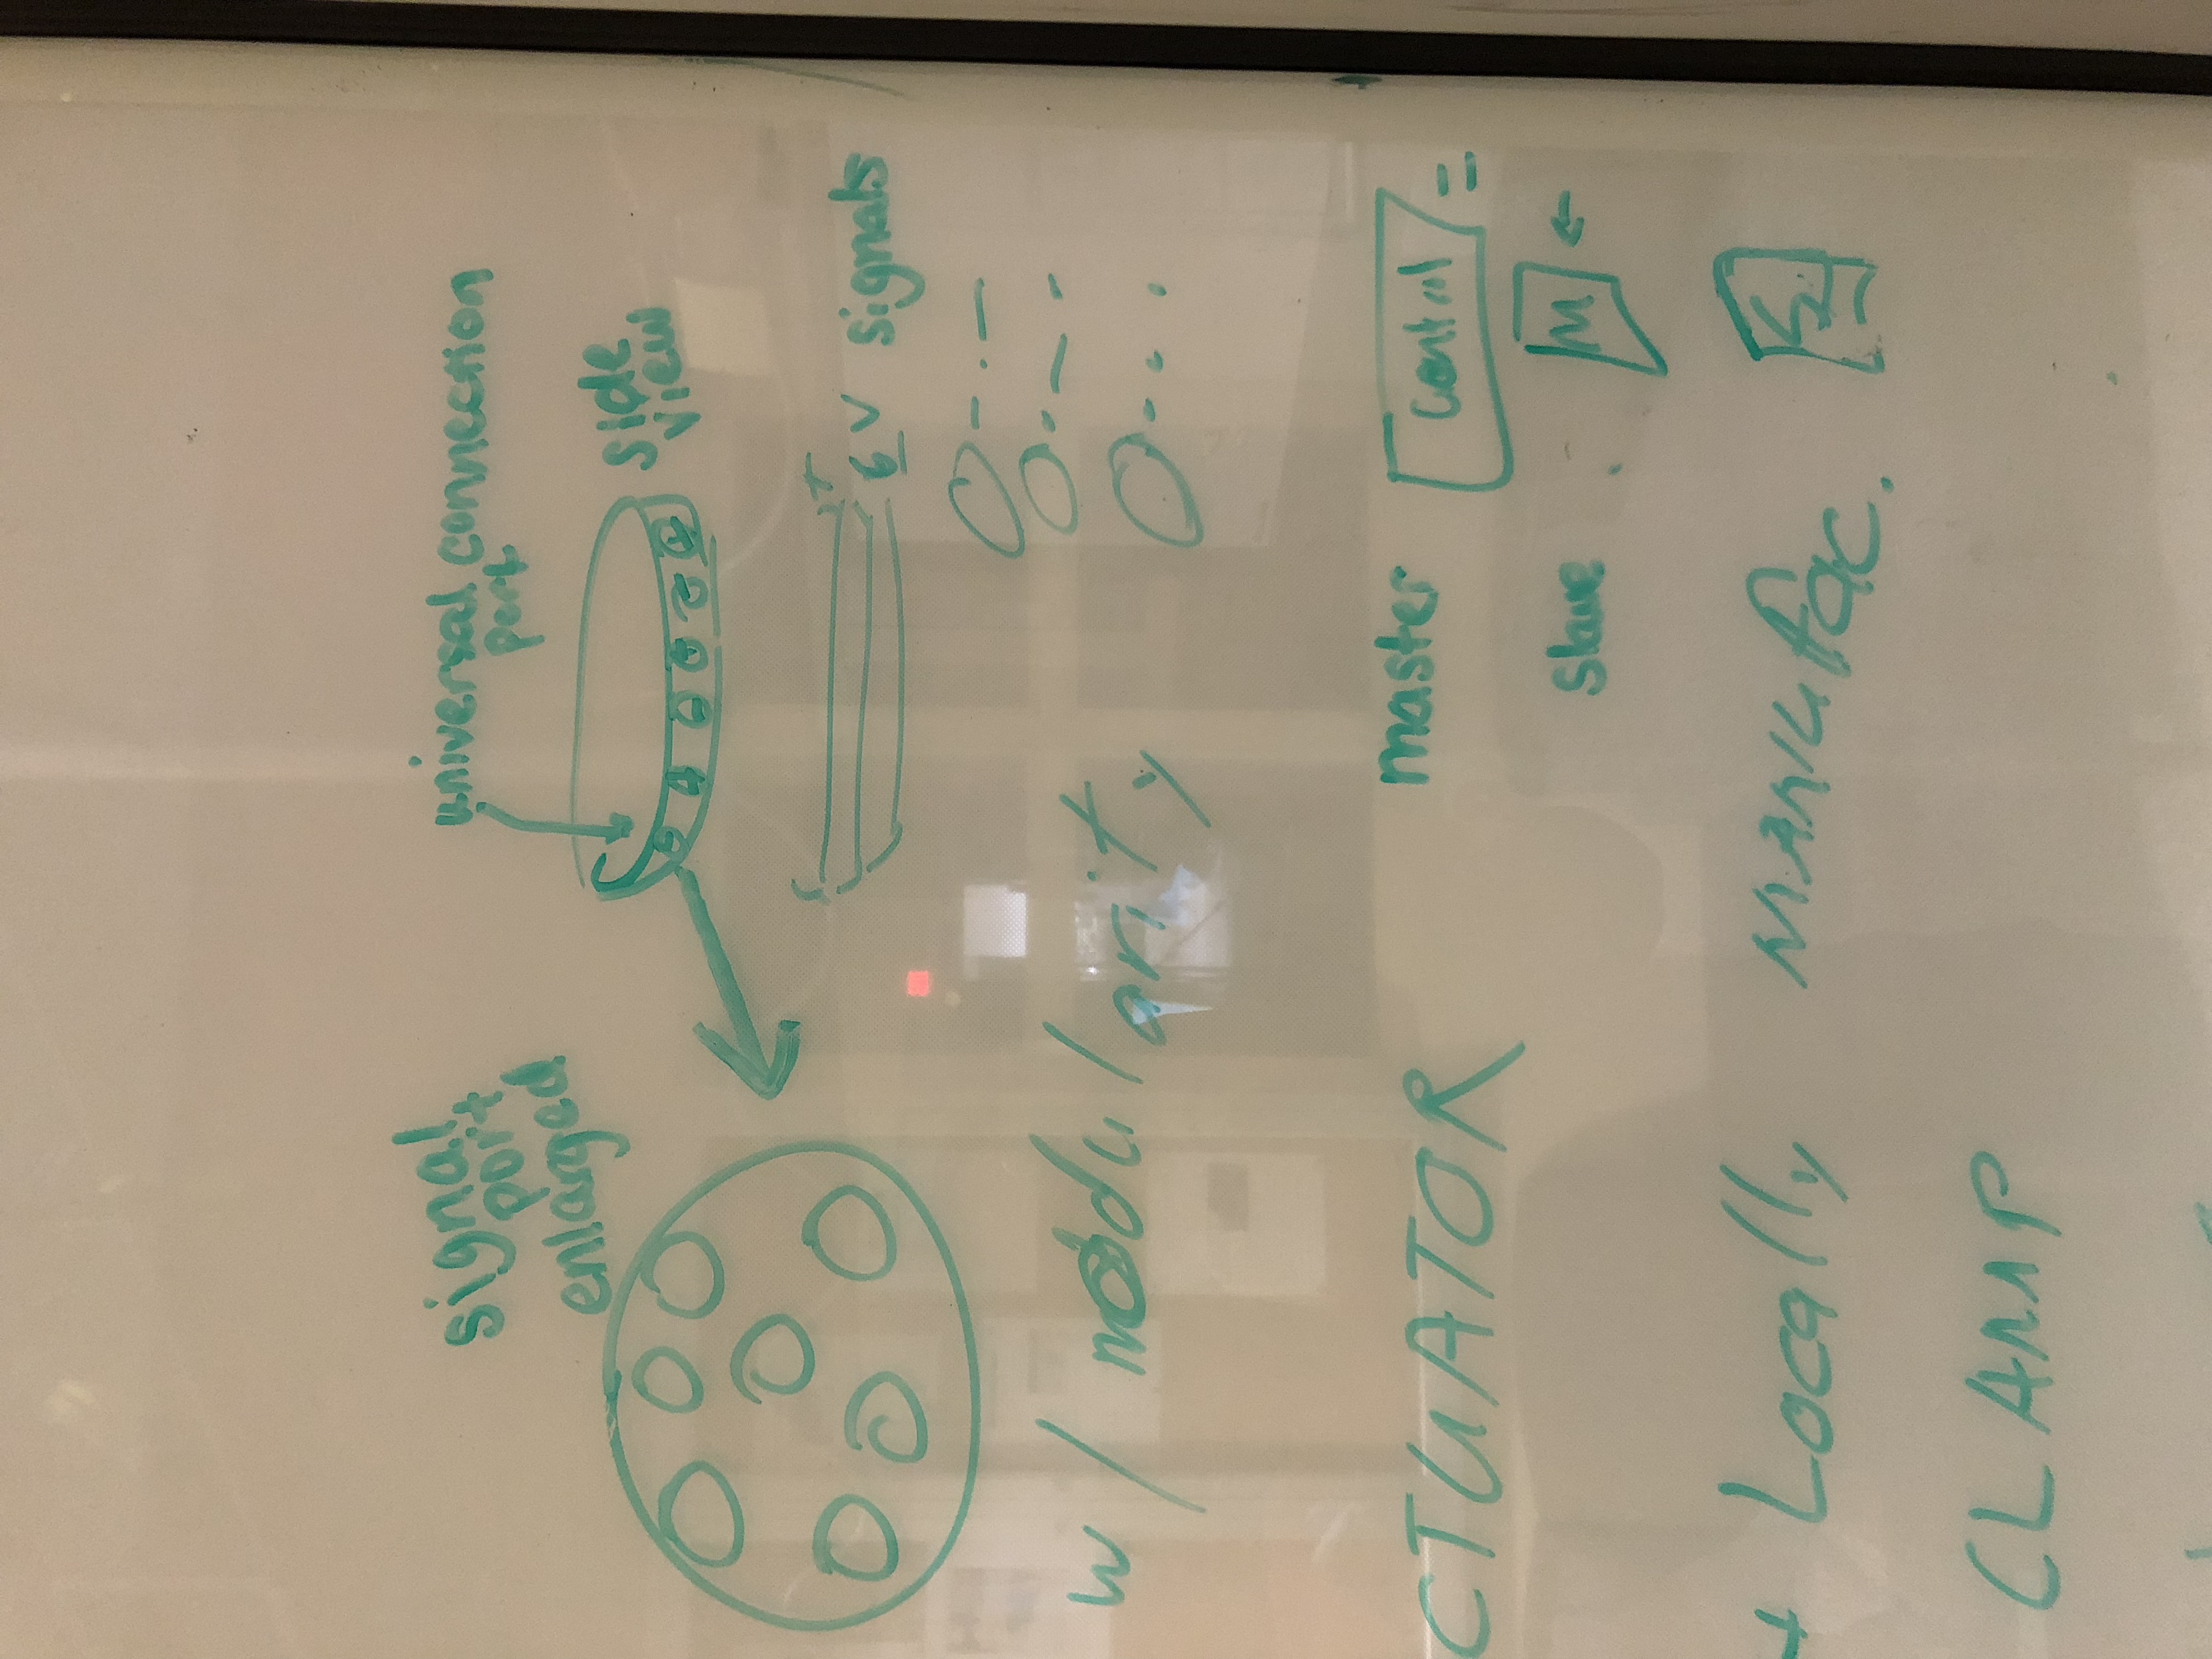 signal
port
enlarged
universal connection
port
side
view
6 V signals
w/ modularity
CTUATOR
master
control =
slave
M ←
+ Locally MANUfac.
CLAMP